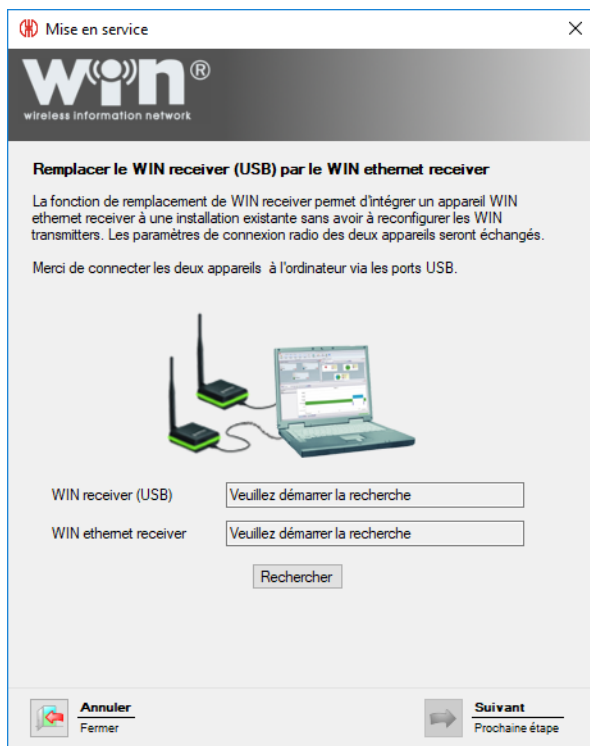 Mise en service
WIN®
wireless information network
Remplacer le WIN receiver (USB) par le WIN ethernet receiver
La fonction de remplacement de WIN receiver permet d'intégrer un appareil WIN
ethernet receiver à une installation existante sans avoir à reconfigurer les WIN
transmitters. Les paramètres de connexion radio des deux appareils seront échangés.
Merci de connecter les deux appareils à l'ordinateur via les ports USB.
WIN receiver (USB)
Veuillez démarrer la recherche
WIN ethernet receiver
Veuillez démarrer la recherche
Rechercher
Annuler
Fermer
Suivant
Prochaine étape